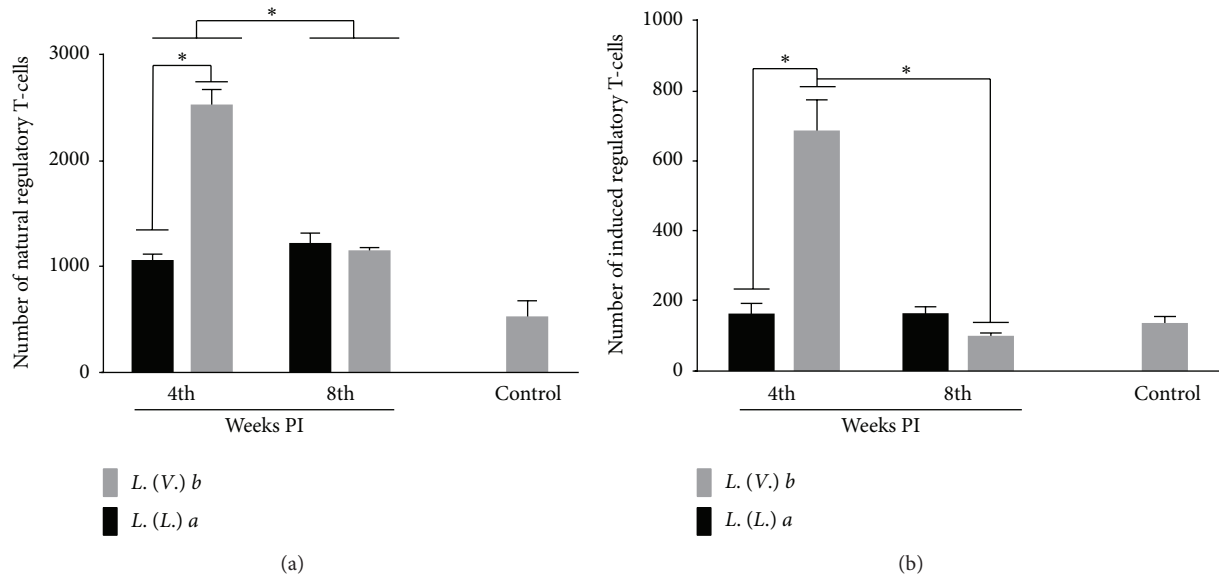 *
*
3000
2000
1000
0
Number of natural regulatory T-cells
4th
8th
Control
Weeks PI
L. (V.) b
L. (L.) a
(a)
*
*
1000
800
600
400
200
0
Number of induced regulatory T-cells
4th
8th
Control
Weeks PI
L. (V.) b
L. (L.) a
(b)